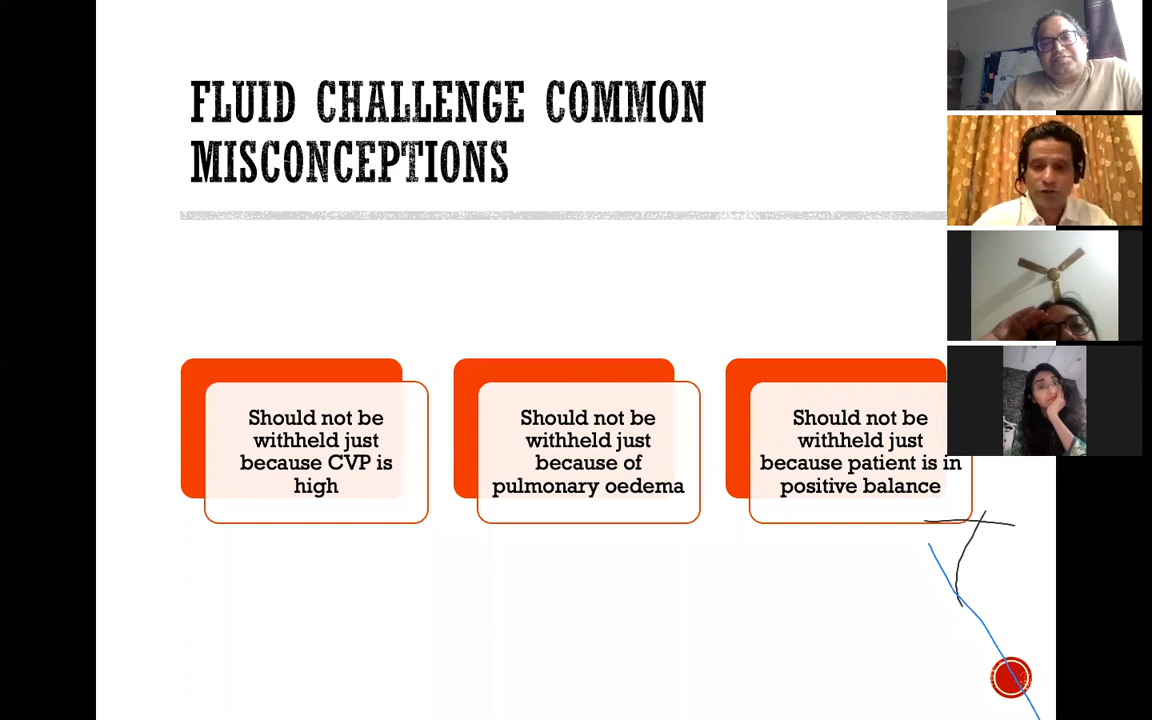 FLUID CHALLENGE COMMON
MISCONCEPTIONS
Should not be
withheld just
because CVP is
high
Should not be
withheld just
because of
pulmonary oedema
Should not be
withheld just
because patient is in
positive balance